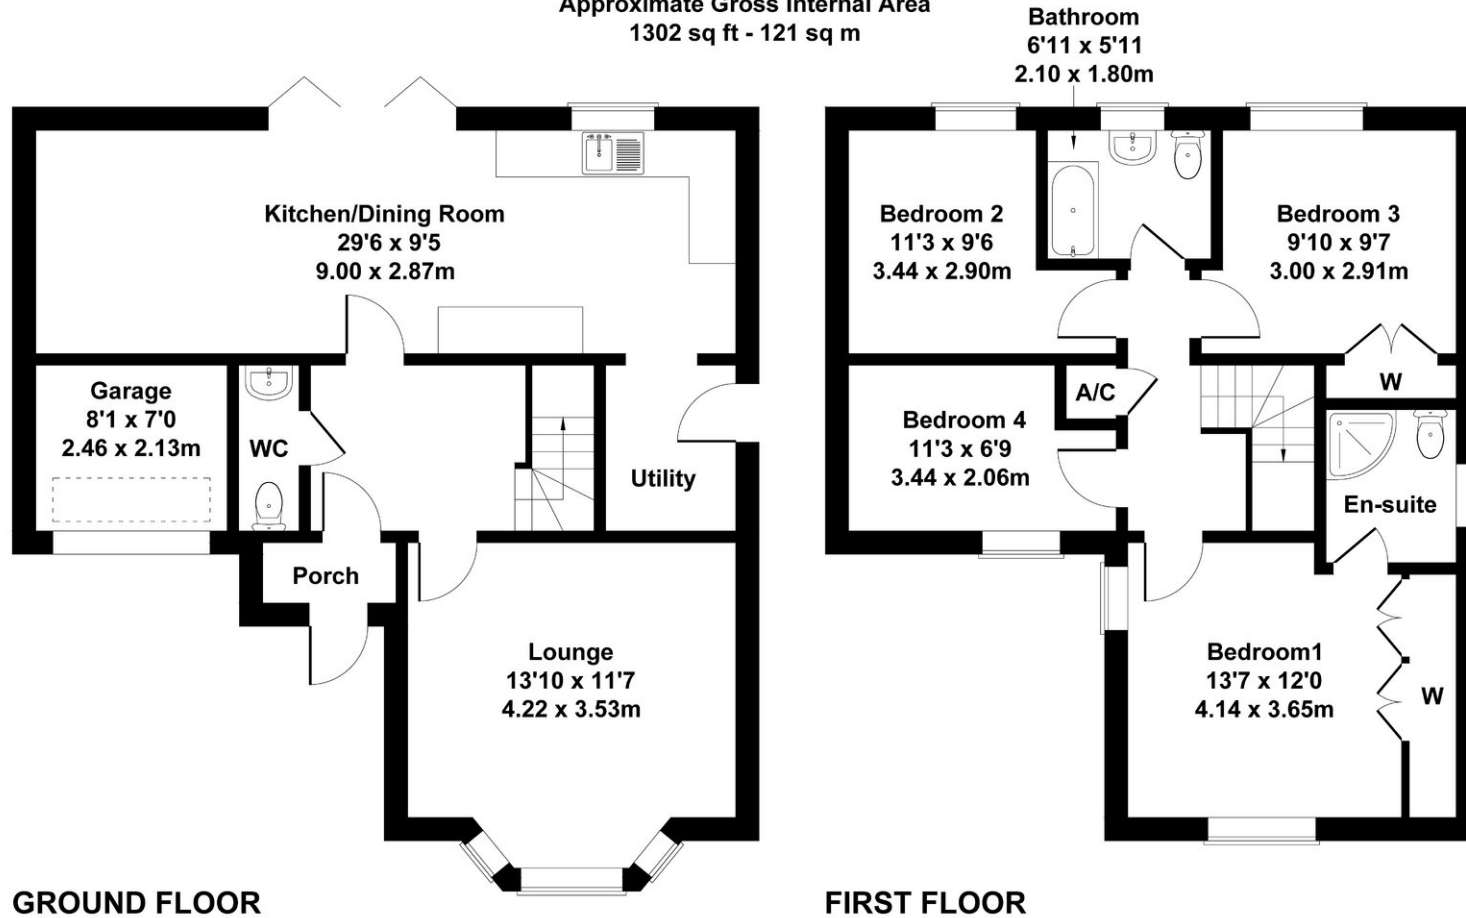 Approximate Gross Internal Area
1302 sq ft - 121 sq m
Kitchen/Dining Room
29'6 x 9'5
9.00 x 2.87m
Garage
8'1 x 7'0
2.46 x 2.13m
WC
Utility
Porch
Lounge
13'10 x 11'7
4.22 x 3.53m
GROUND FLOOR
Bathroom
6'11 x 5'11
2.10 x 1.80m
Bedroom 2
11'3 x 9'6
3.44 x 2.90m
Bedroom 3
9'10 x 9'7
3.00 x 2.91m
W
A/C
Bedroom 4
11'3 x 6'9
3.44 x 2.06m
En-suite
Bedroom1
13'7 x 12'0
4.14 x 3.65m
W
FIRST FLOOR